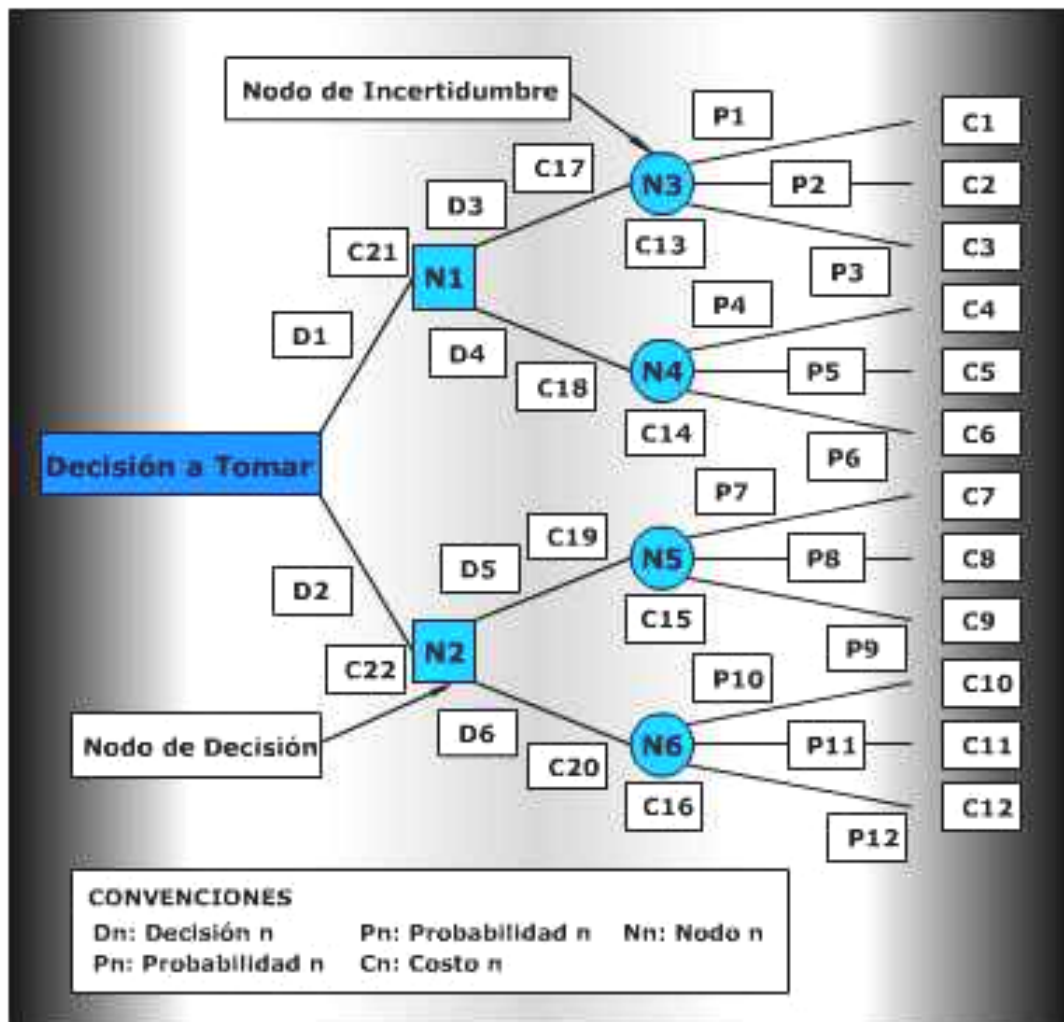 Nodo de Incertidumbre
P1
C1
C17
N3
P2
C2
D3
C21
C13
C3
N1
P3
P4
C4
D1
D4
N4
P5
C5
C18
C14
C6
Decisión a Tomar
P6
P7
C7
C19
D5
N5
P8
C8
D2
C15
C9
N2
P9
C22
P10
C10
Nodo de Decisión
D6
N6
P11
C11
C20
C16
C12
P12
CONVENCIONES
Dn: Decisión n Pn: Probabilidad n Nn: Nodo n
Pn: Probabilidad n Cn: Costo n